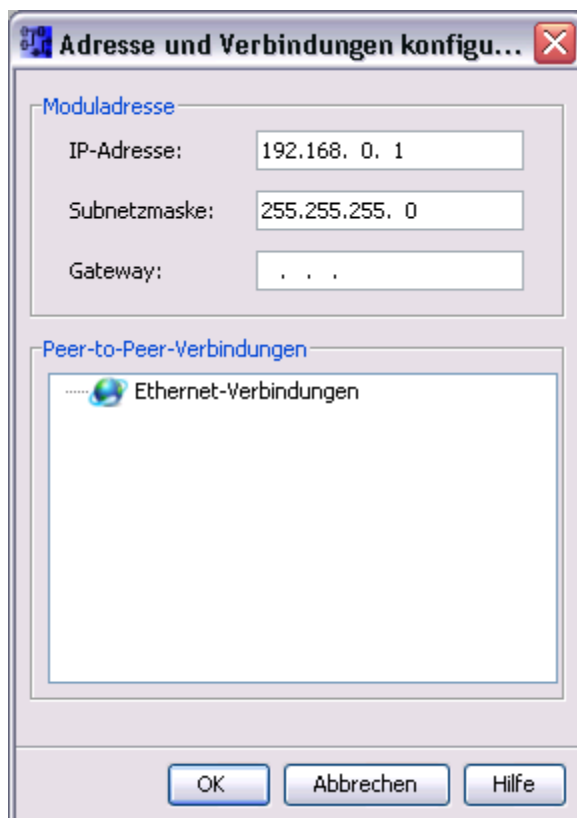 Adresse und Verbindungen konfigu...
Moduladresse
IP-Adresse: 192.168. 0. 1
Subnetzmaske: 255.255.255. 0
Gateway: . . .
Peer-to-Peer-Verbindungen
Ethernet-Verbindungen
OK Abbrechen Hilfe